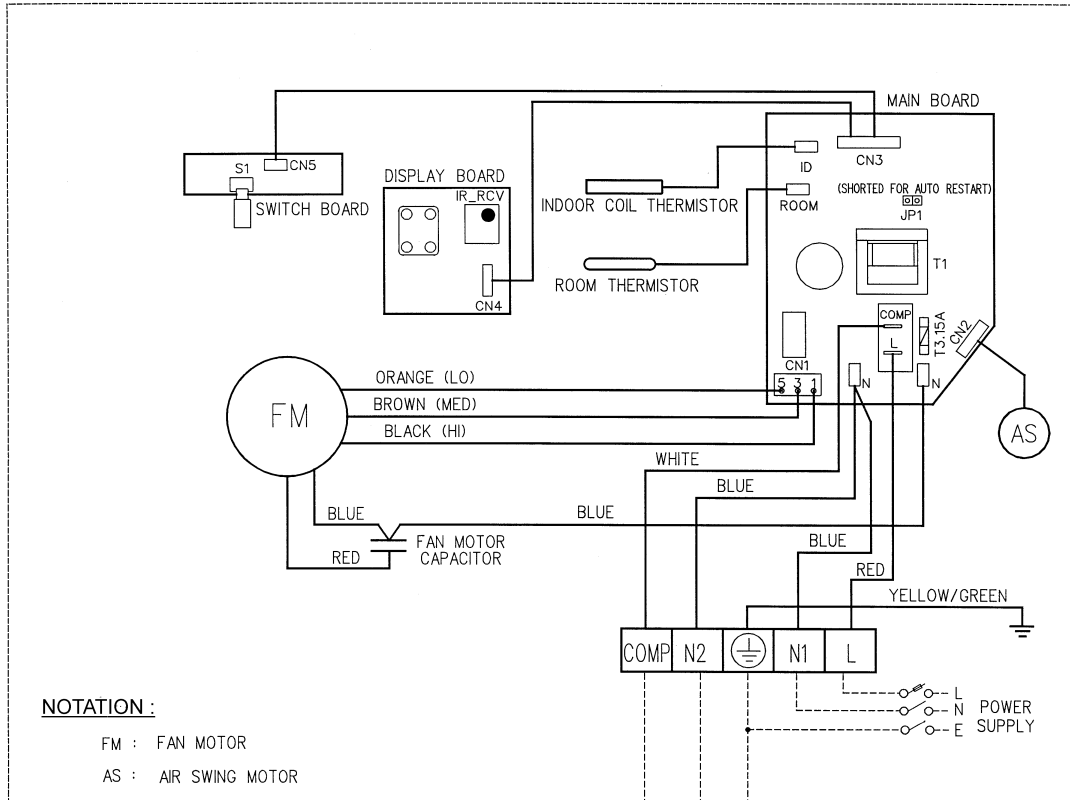 MAIN BOARD
CN3
ID
(SHORTED FOR AUTO RESTART)
ROOM
JP1
S1
CN5
SWITCH BOARD
DISPLAY BOARD
IR_RCV
CN4
INDOOR COIL THERMISTOR
ROOM THERMISTOR
T1
COMP
L
T3.15A
CN2
CN1
5 3 1
N
N
AS
FM
ORANGE (LO)
BROWN (MED)
BLACK (HI)
WHITE
BLUE
BLUE
BLUE
BLUE
RED
FAN MOTOR
CAPACITOR
RED
YELLOW/GREEN
COMP N2 N1 L
L
N
E
POWER
SUPPLY
NOTATION :
FM : FAN MOTOR
AS : AIR SWING MOTOR